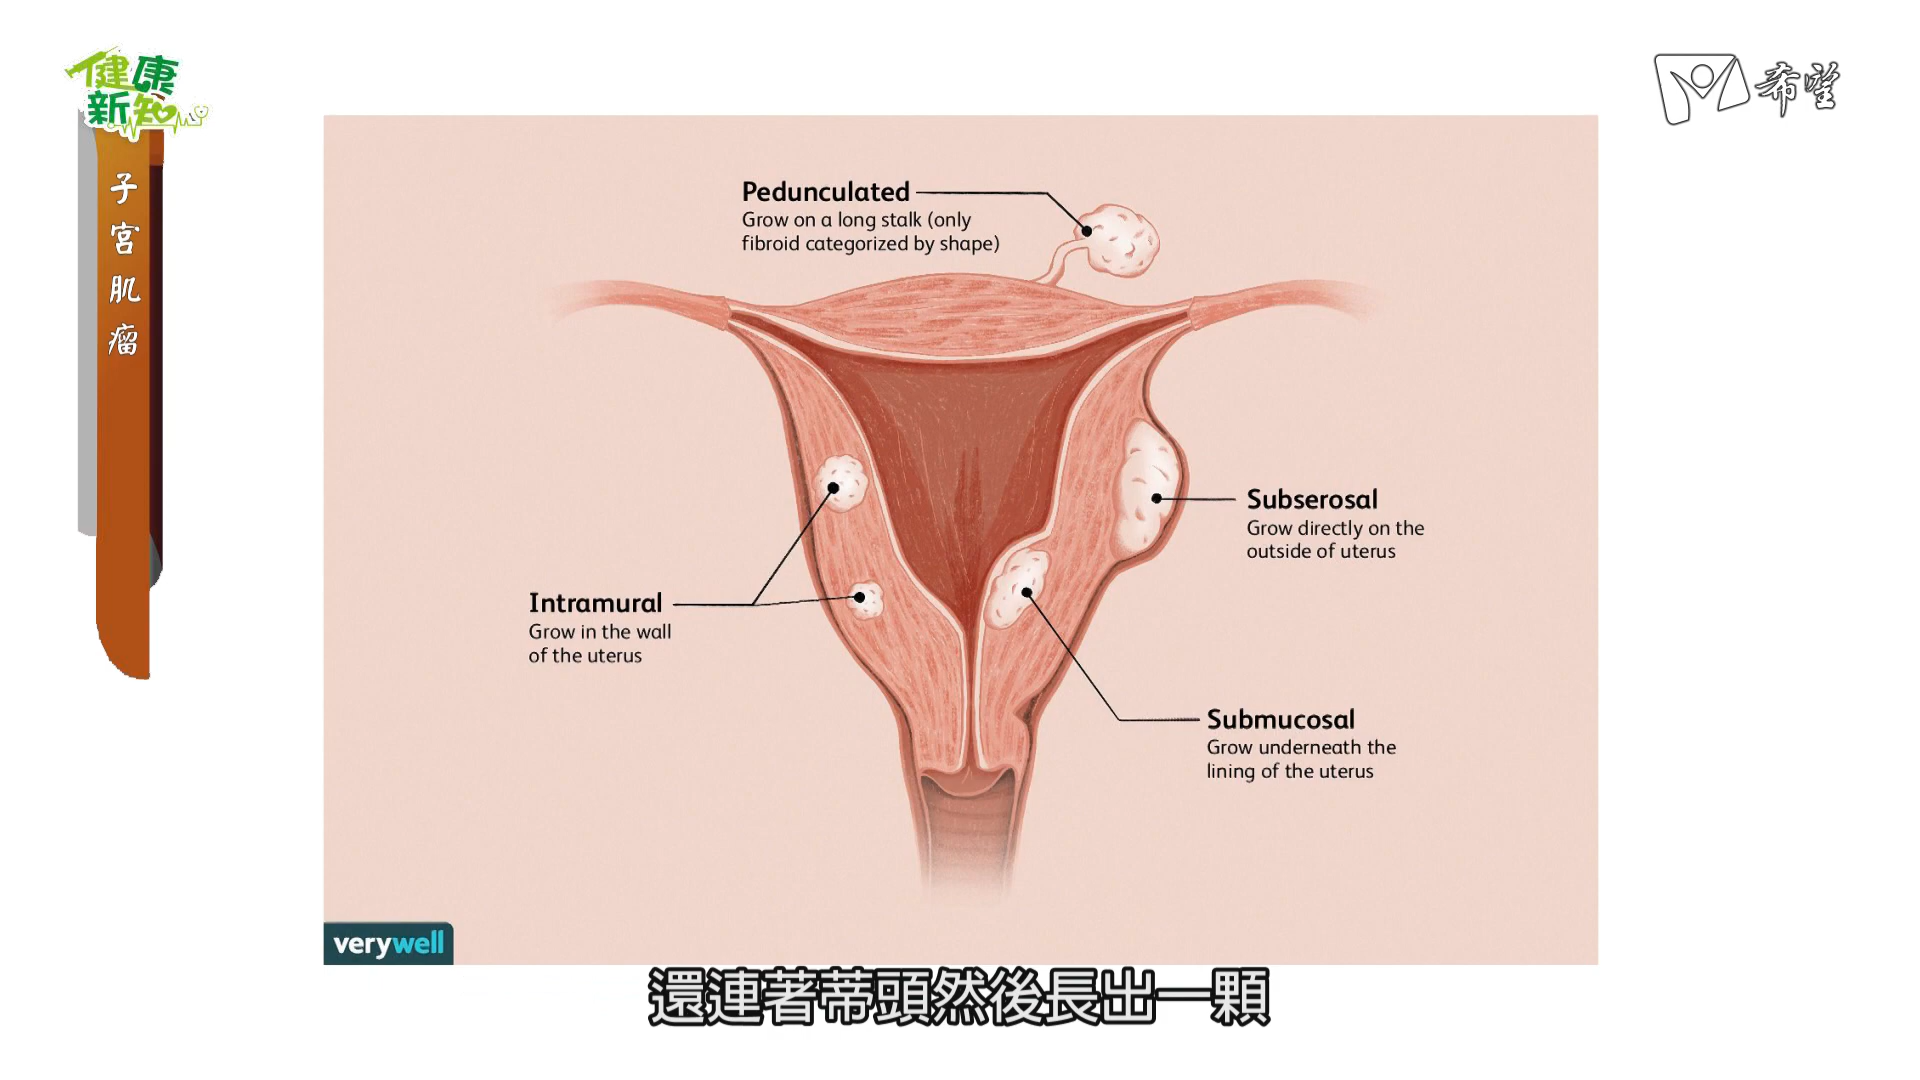 健康
新知
希望
子宮肌瘤
Pedunculated
Grow on a long stalk (only
fibroid categorized by shape)
Subserosal
Grow directly on the
outside of uterus
Intramural
Grow in the wall
of the uterus
Submucosal
Grow underneath the
lining of the uterus
verywell
還連著蒂頭然後長出一顆